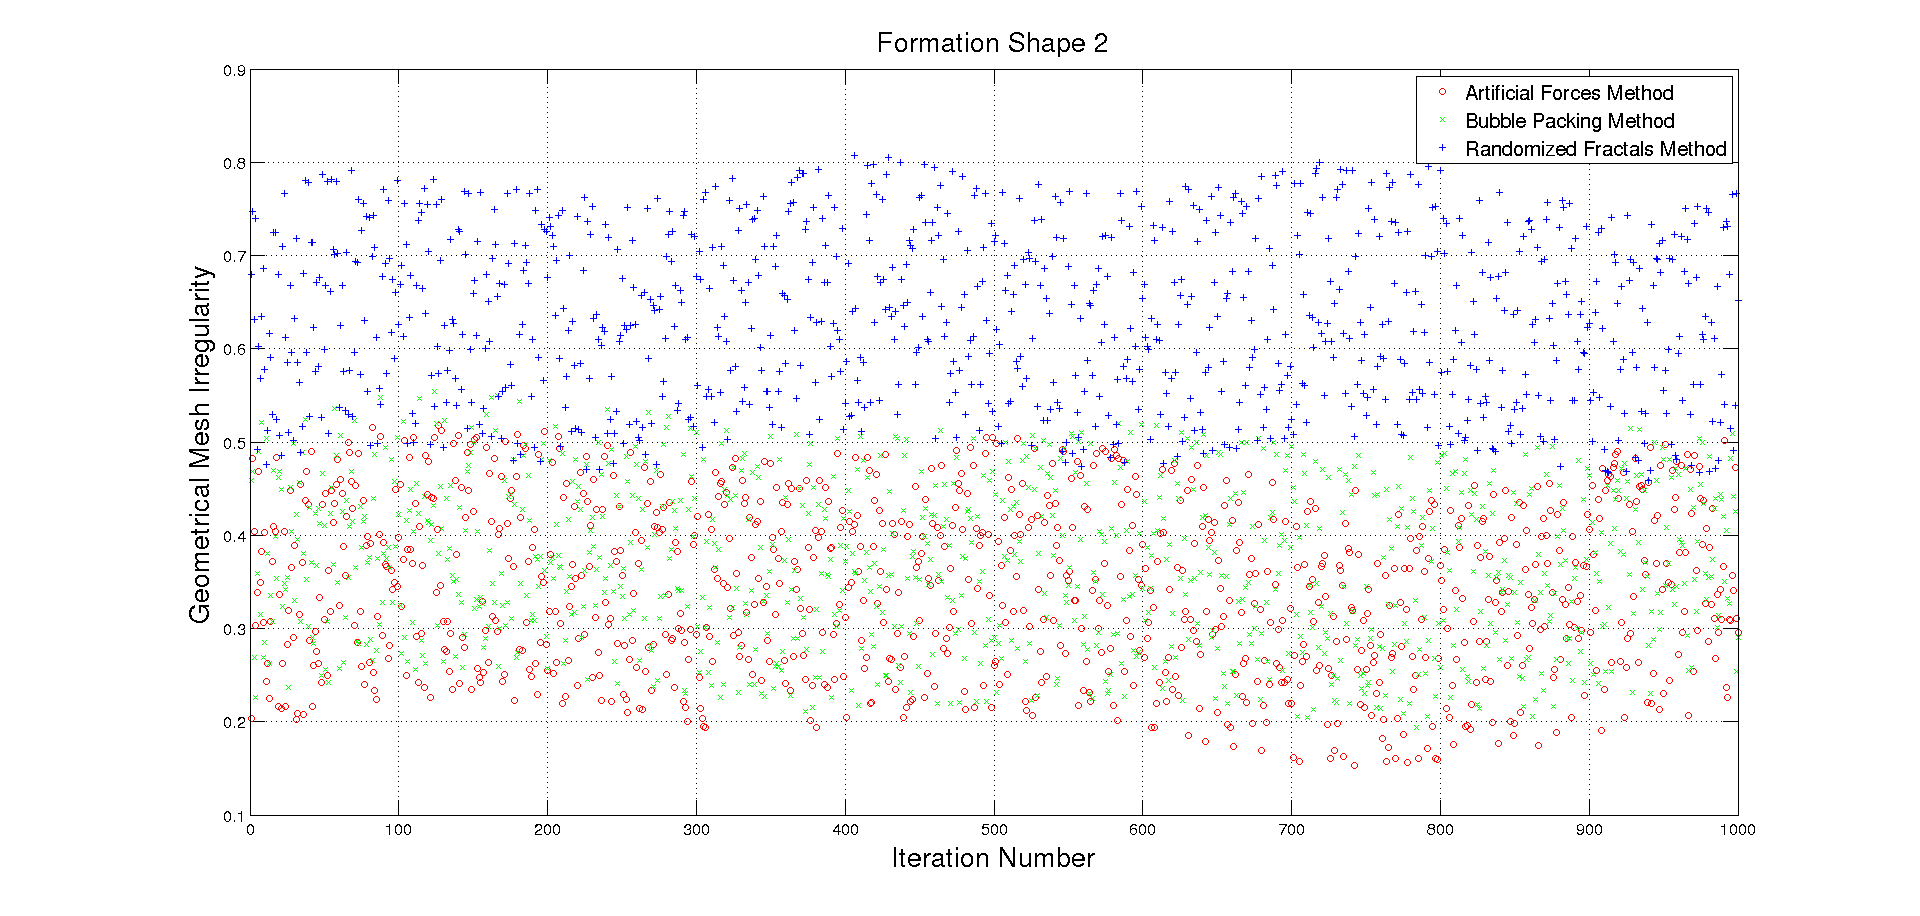 Formation Shape 2
Artificial Forces Method
Bubble Packing Method
Randomized Fractals Method
Geometrical Mesh Irregularity
0.9
0.8
0.7
0.6
0.5
0.4
0.3
0.2
0.1
0 100 200 300 400 500 600 700 800 900 1000
Iteration Number